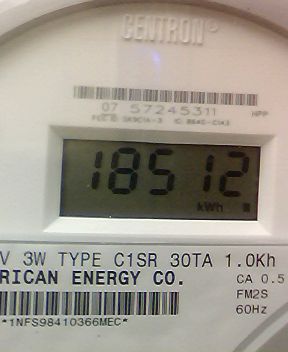 CENTRON®
07 57245311 HPP
18512
kWh
V 3W TYPE C1SR 30TA 1.0Kh
RICAN ENERGY CO. CA 0.5
FM2S
60Hz
*1NFS98410366MEC*